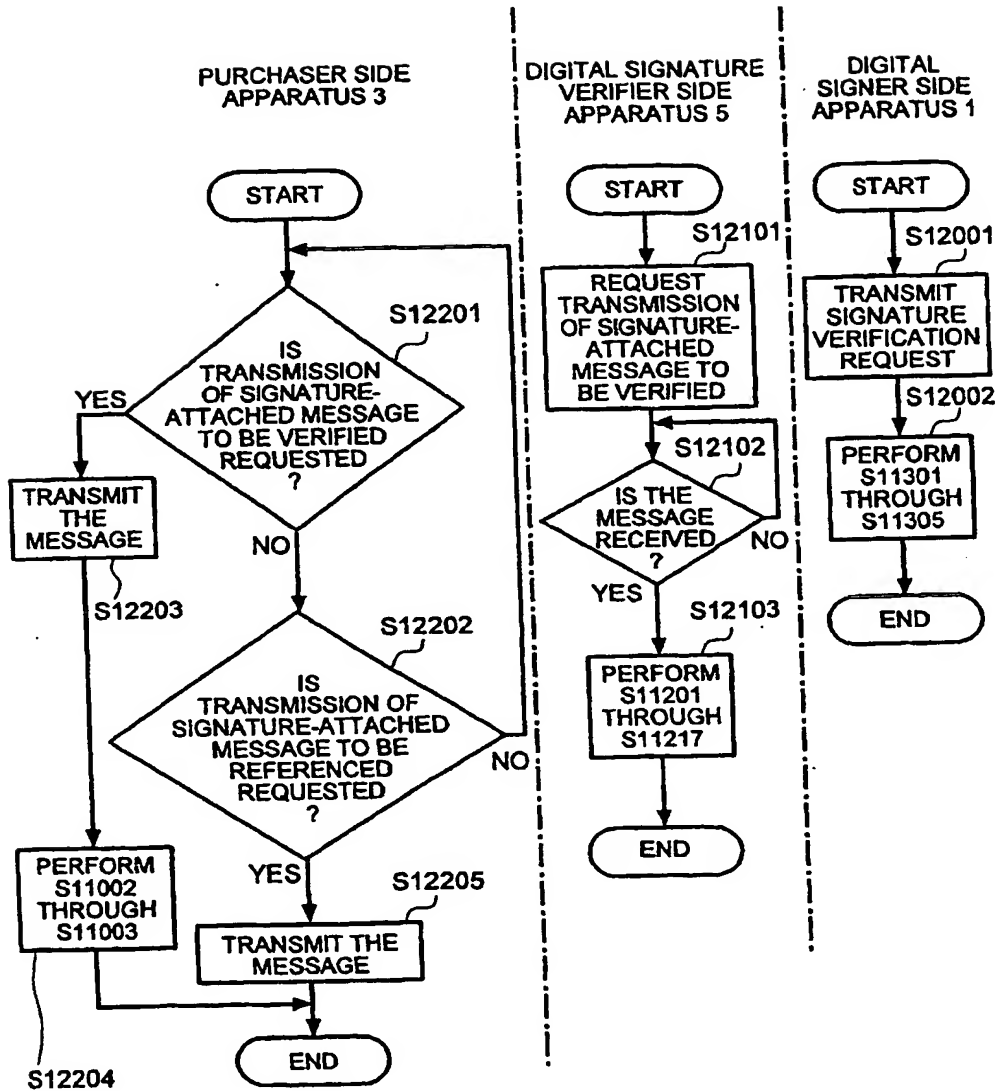 PURCHASER SIDE
APPARATUS 3
START
S12201
IS
TRANSMISSION
OF SIGNATURE-
ATTACHED MESSAGE
TO BE VERIFIED
REQUESTED
?
YES
NO
TRANSMIT
THE
MESSAGE
S12203
S12202
IS
TRANSMISSION OF
SIGNATURE-ATTACHED
MESSAGE TO BE
REFERENCED
REQUESTED
?
NO
YES
PERFORM
S11002
THROUGH
S11003
S12204
S12205
TRANSMIT THE
MESSAGE
END
DIGITAL SIGNATURE
VERIFIER SIDE
APPARATUS 5
START
S12101
REQUEST
TRANSMISSION
OF SIGNATURE-
ATTACHED
MESSAGE TO
BE VERIFIED
S12102
IS THE
MESSAGE
RECEIVED
?
NO
YES
S12103
PERFORM
S11201
THROUGH
S11217
END
DIGITAL
SIGNER SIDE
APPARATUS 1
START
S12001
TRANSMIT
SIGNATURE
VERIFICATION
REQUEST
S12002
PERFORM
S11301
THROUGH
S11305
END